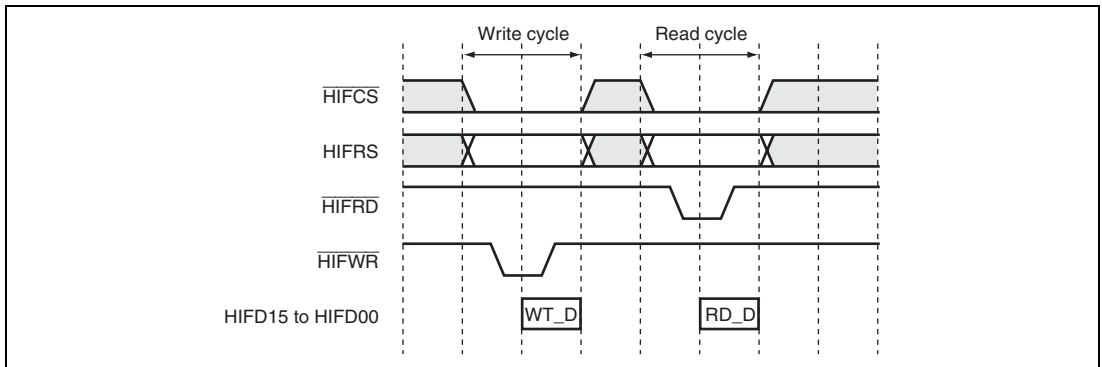 Write cycle Read cycle
HIFCS
HIFRS
HIFRD
HIFWR
HIFD15 to HIFD00 WT_D RD_D